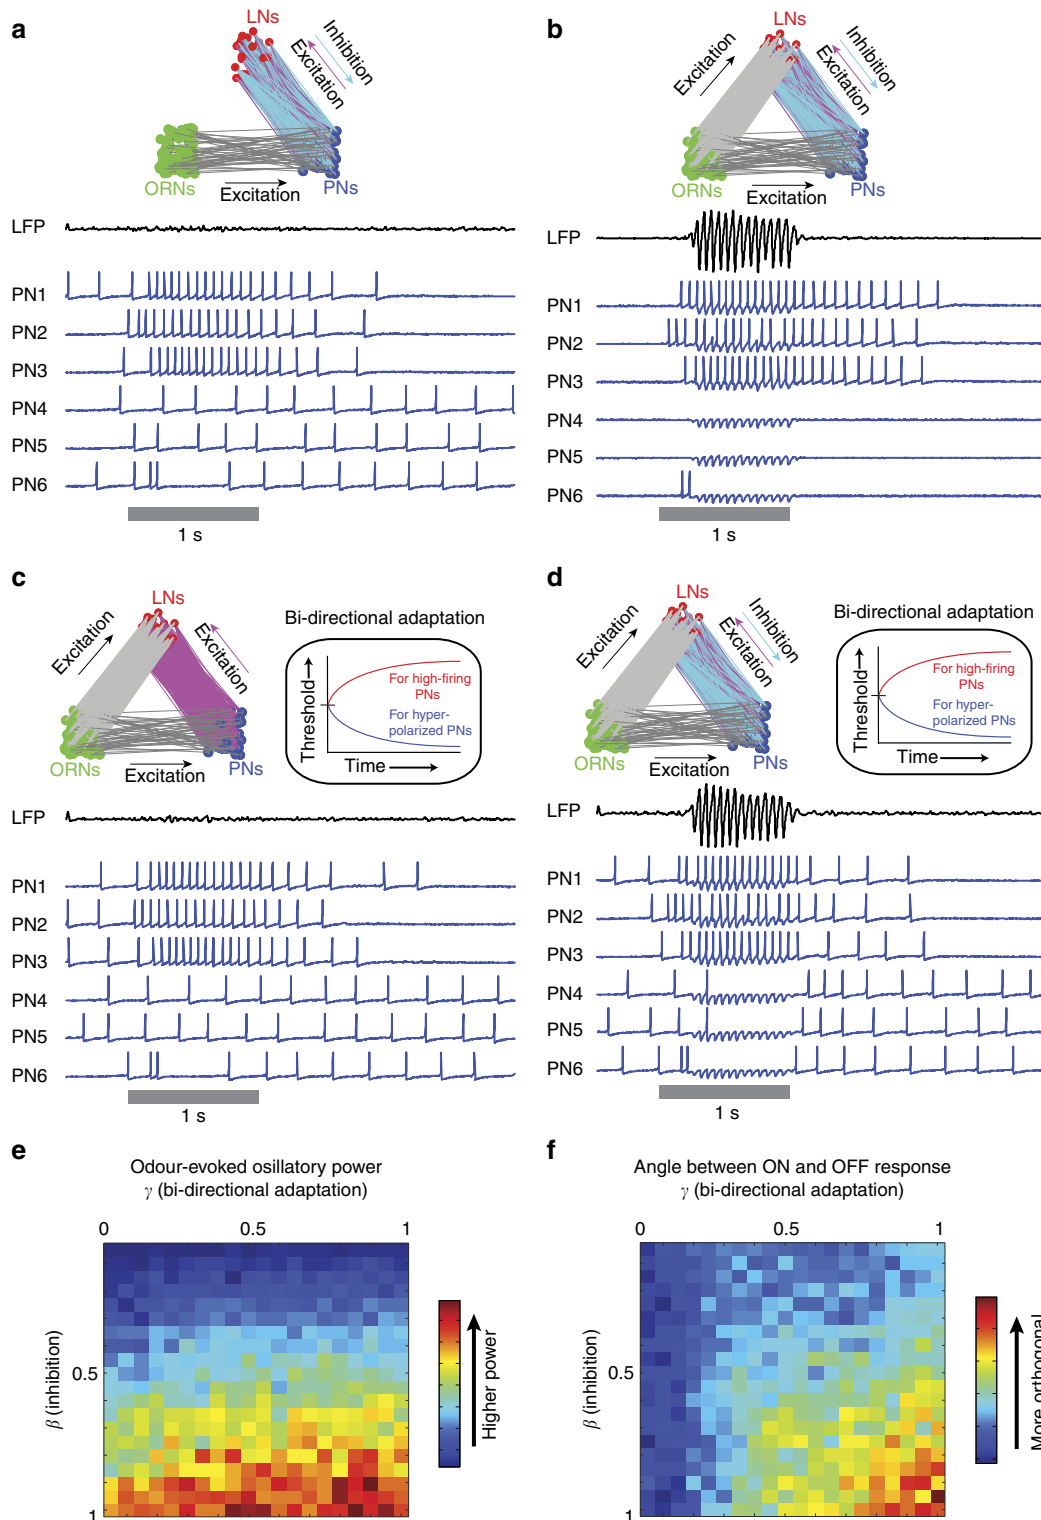 a
LNs
Inhibition
Excitation
ORNs
Excitation
PNs
LFP
PN1
PN2
PN3
PN4
PN5
PN6
1 s
b
LNs
Excitation
Inhibition
Excitation
ORNs
Excitation
PNs
LFP
PN1
PN2
PN3
PN4
PN5
PN6
1 s
c
LNs
Excitation
Excitation
ORNs
Excitation
PNs
Bi-directional adaptation
Threshold
For high-firing
PNs
For hyper-
polarized PNs
Time
LFP
PN1
PN2
PN3
PN4
PN5
PN6
1 s
d
LNs
Excitation
Inhibition
Excitation
ORNs
Excitation
PNs
Bi-directional adaptation
Threshold
For high-firing
PNs
For hyper-
polarized PNs
Time
LFP
PN1
PN2
PN3
PN4
PN5
PN6
1 s
e
Odour-evoked osillatory power
γ (bi-directional adaptation)
0 0.5 1
0.5
1
β (inhibition)
Higher power
f
Angle between ON and OFF response
γ (bi-directional adaptation)
0 0.5 1
0.5
1
β (inhibition)
More orthogonal